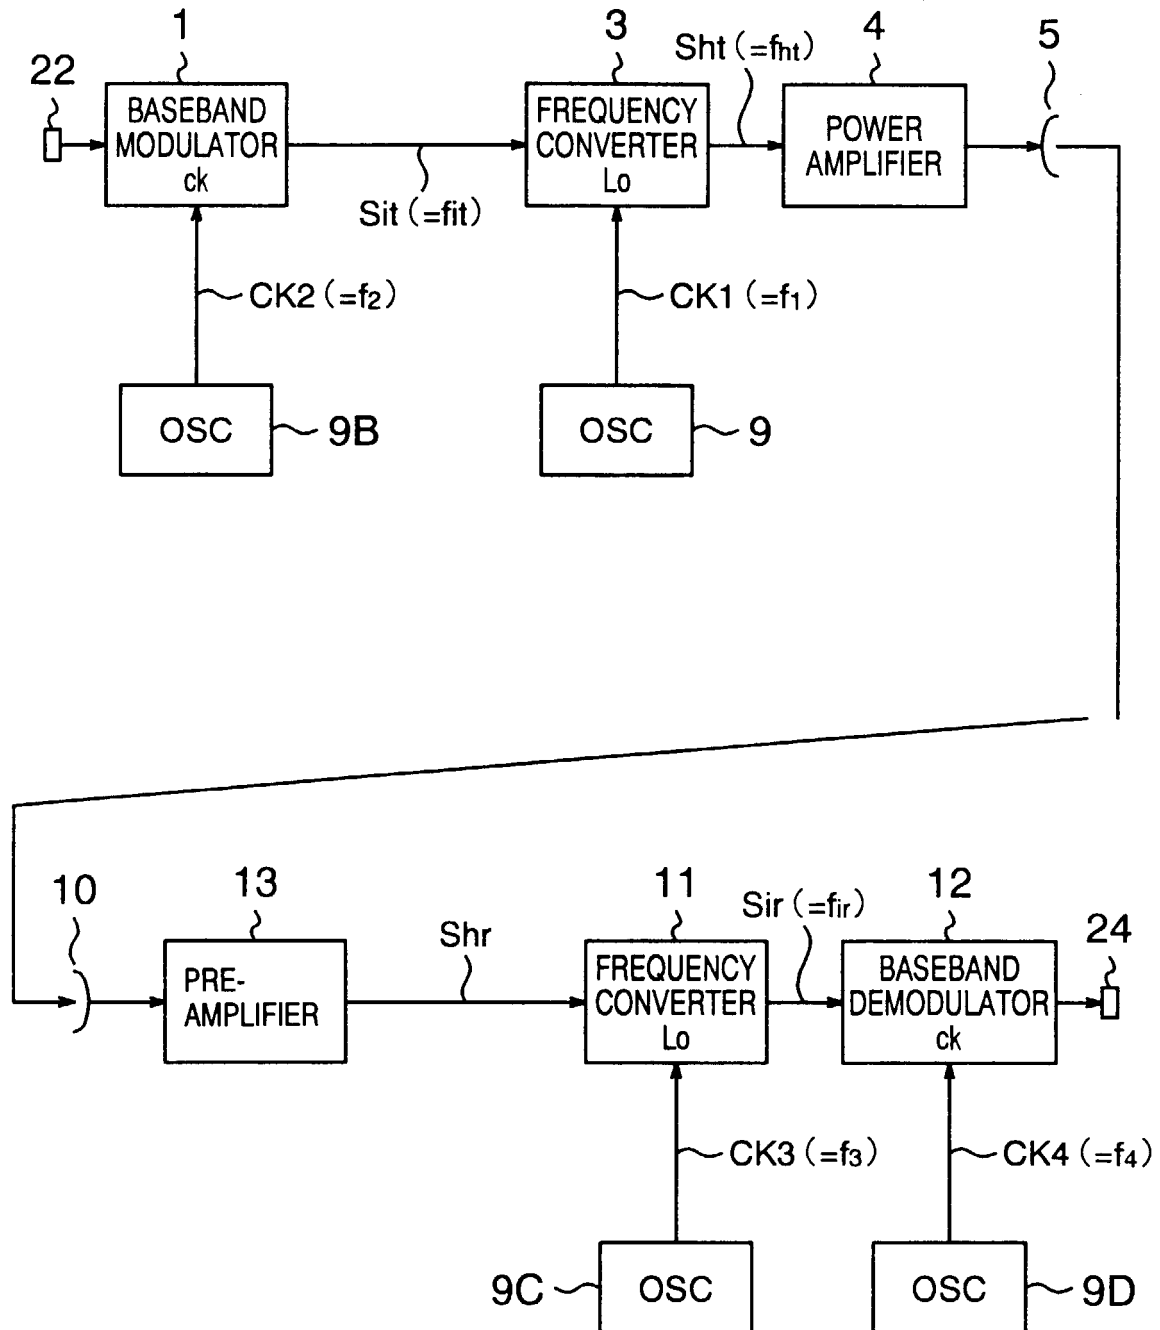 1
3
Sht (=fht)
4
5
22
BASEBAND
MODULATOR
ck
FREQUENCY
CONVERTER
Lo
POWER
AMPLIFIER
Sit (=fit)
CK2 (=f2)
CK1 (=f1)
OSC
9B
OSC
9
10
13
Shr
11
Sir (=fir)
12
24
PRE-
AMPLIFIER
FREQUENCY
CONVERTER
Lo
BASEBAND
DEMODULATOR
ck
CK3 (=f3)
CK4 (=f4)
9C
OSC
OSC
9D